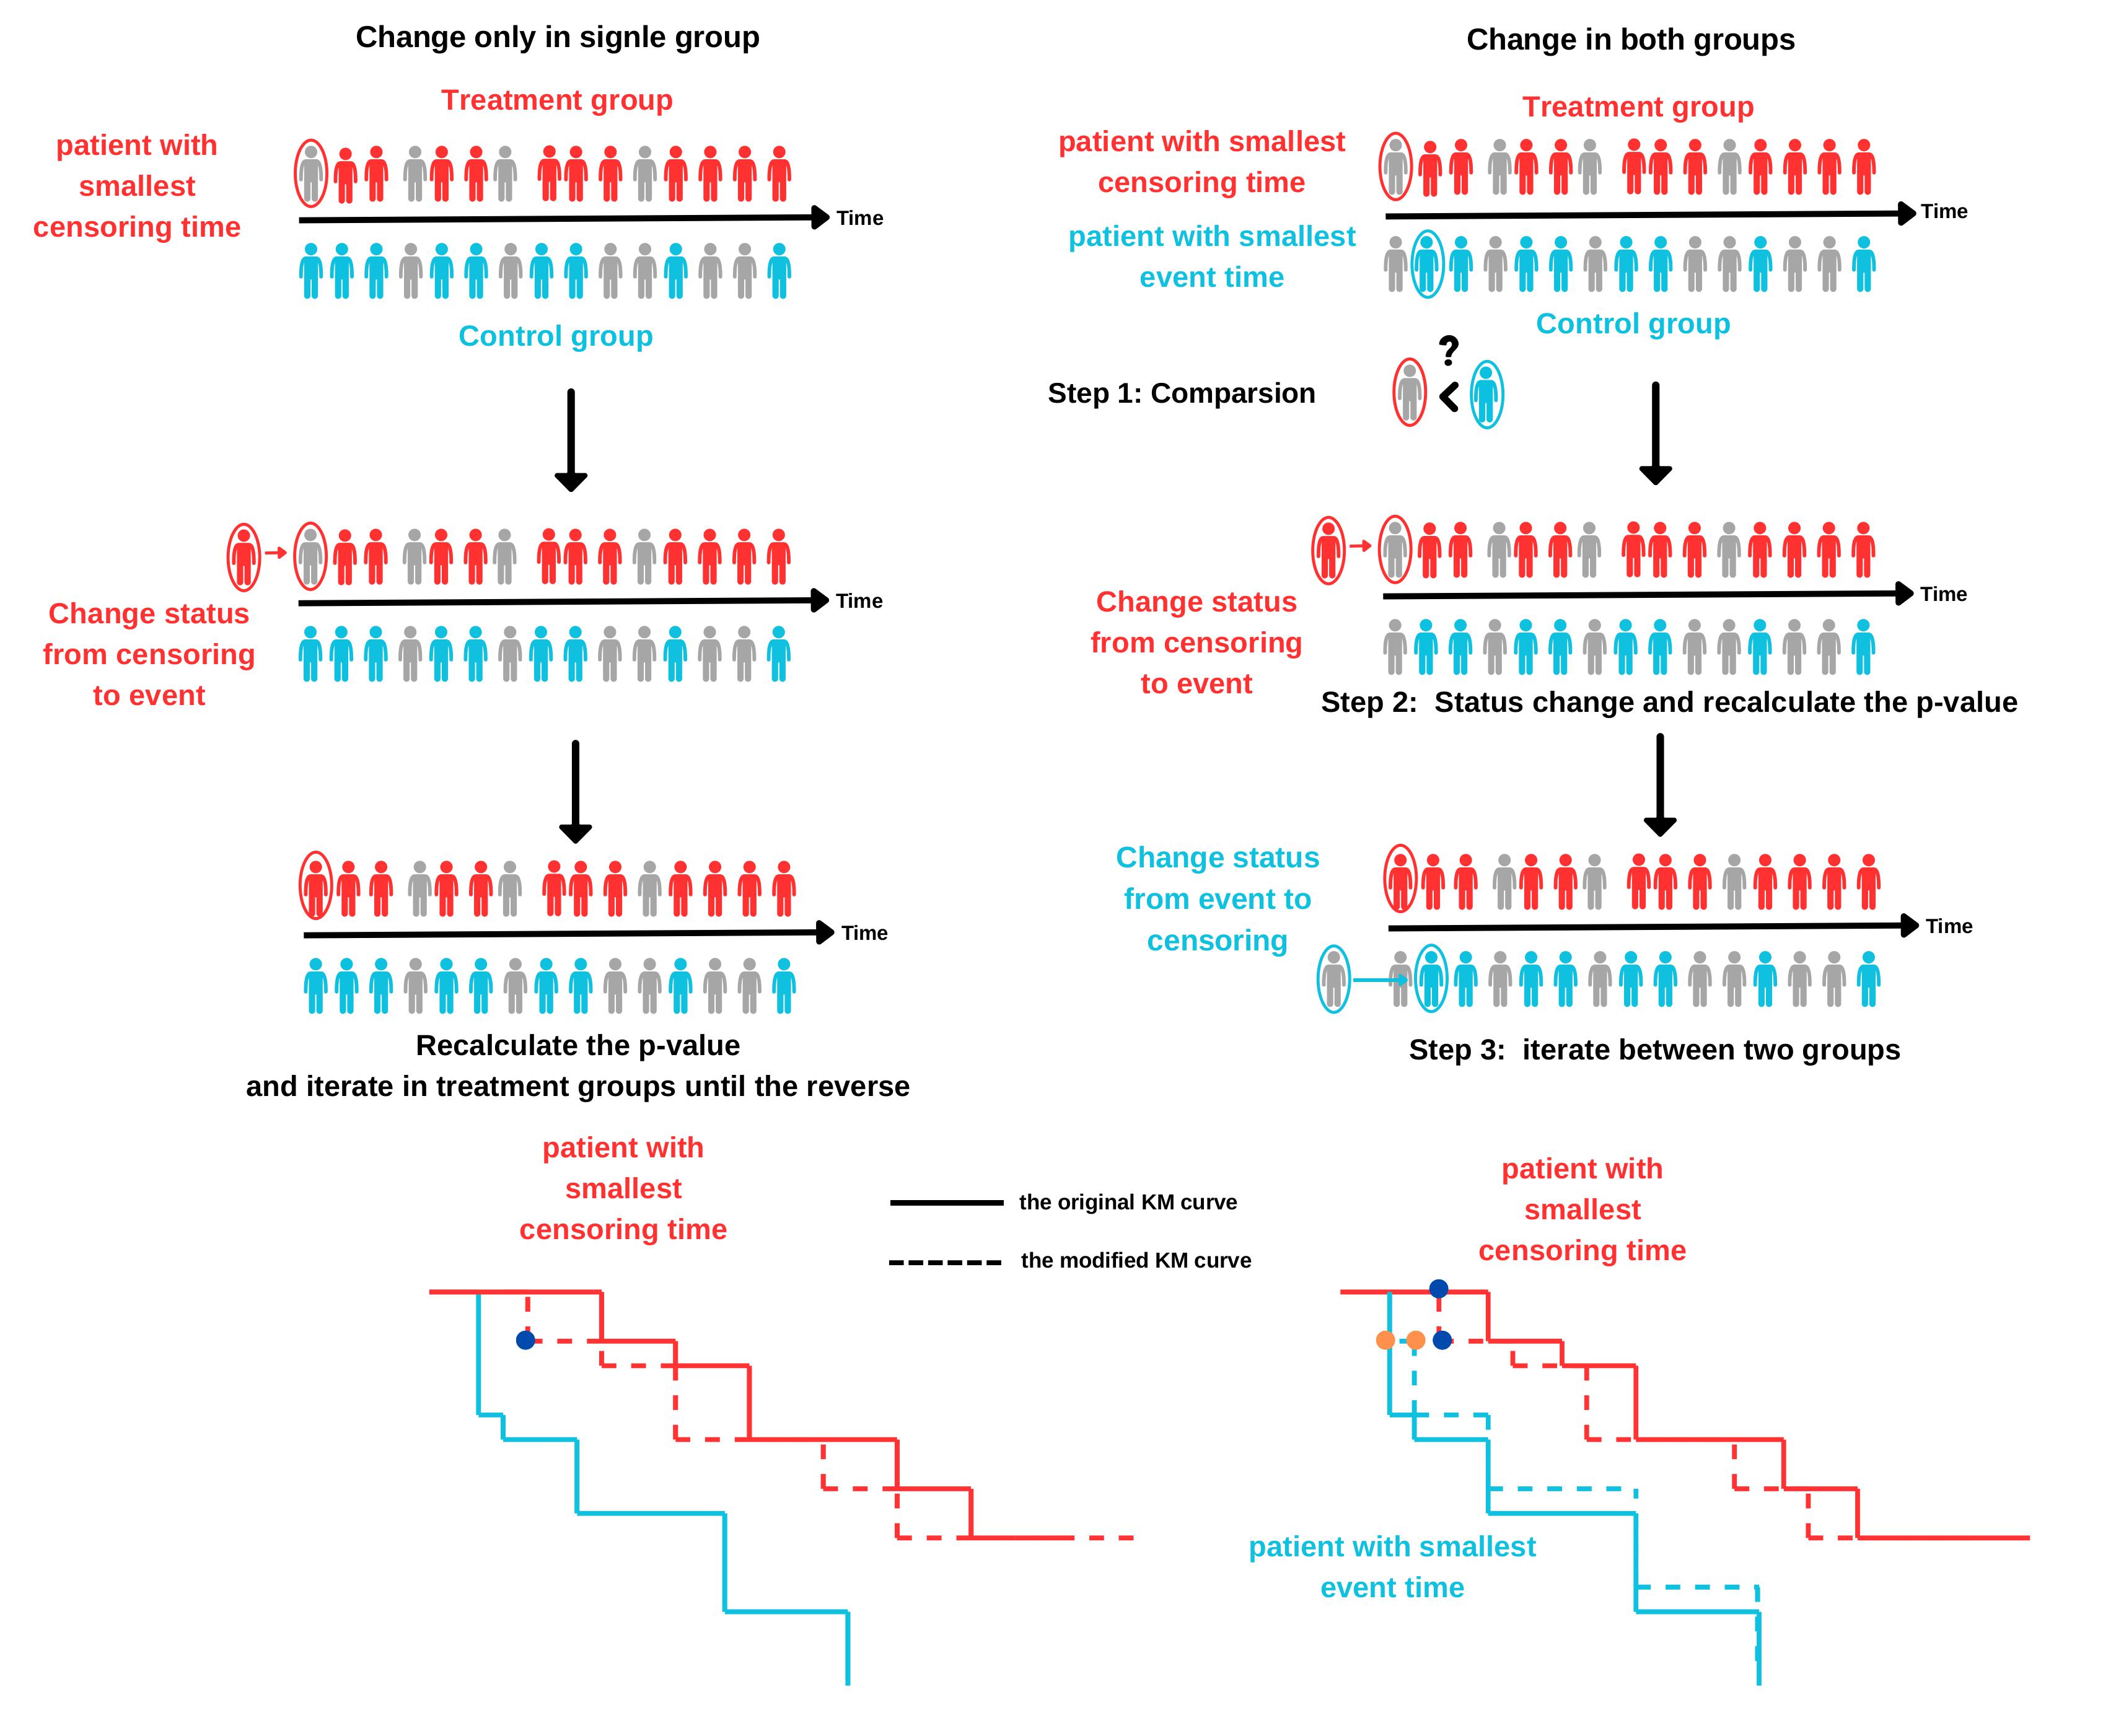 Change only in signle group
Treatment group
patient with
smallest
censoring time
Time
Control group
Change status
from censoring
to event
Time
Time
Recalculate the p-value
and iterate in treatment groups until the reverse
patient with
smallest
censoring time
Change in both groups
Treatment group
patient with smallest
censoring time
Time
patient with smallest
event time
Control group
?
Step 1: Comparsion
<
Time
Change status
from censoring
to event
Step 2: Status change and recalculate the p-value
Change status
from event to
censoring
Time
Step 3: iterate between two groups
the original KM curve
the modified KM curve
patient with
smallest
censoring time
patient with smallest
event time